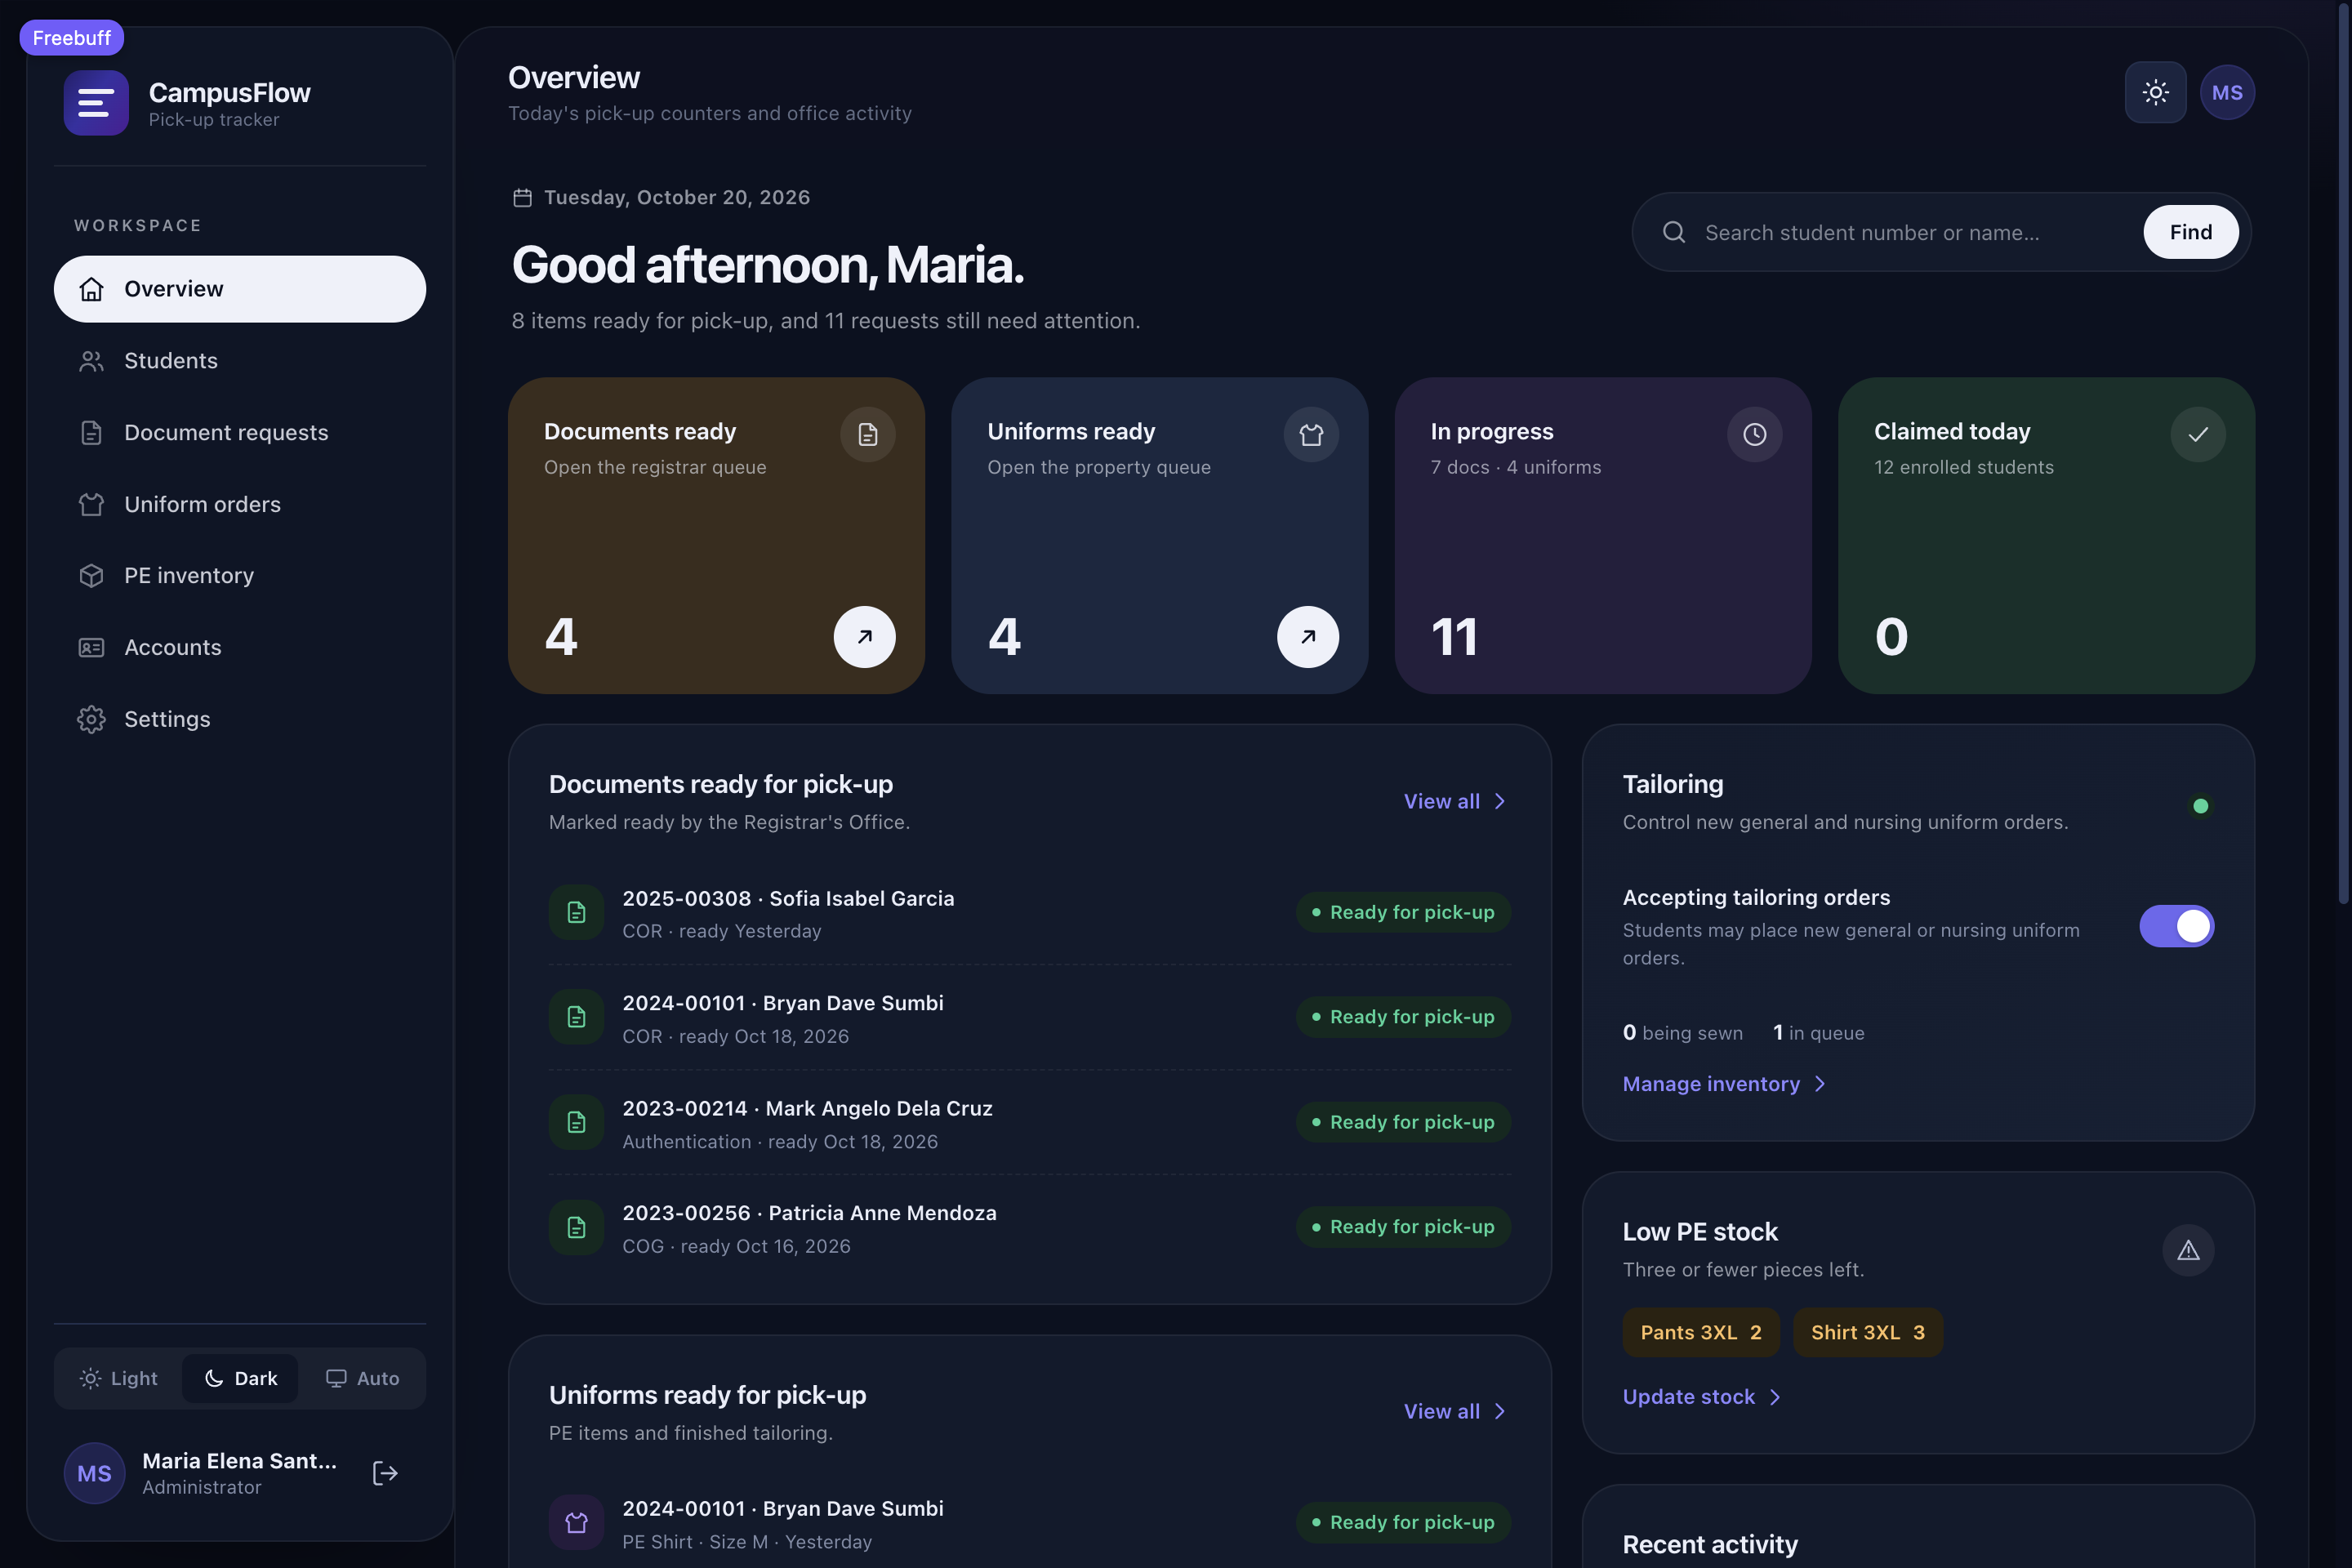 Freebuff
CampusFlow
Pick-up tracker
WORKSPACE
Overview
Students
Document requests
Uniform orders
PE inventory
Accounts
Settings
Light
Dark
Auto
MS
Maria Elena Sant...
Administrator
Overview
Today's pick-up counters and office activity
MS
Tuesday, October 20, 2026
Good afternoon, Maria.
8 items ready for pick-up, and 11 requests still need attention.
Search student number or name...
Find
Documents ready
Open the registrar queue
4
Uniforms ready
Open the property queue
4
In progress
7 docs · 4 uniforms
11
Claimed today
12 enrolled students
0
Documents ready for pick-up
Marked ready by the Registrar's Office.
View all
2025-00308 · Sofia Isabel Garcia
COR · ready Yesterday
Ready for pick-up
2024-00101 · Bryan Dave Sumbi
COR · ready Oct 18, 2026
Ready for pick-up
2023-00214 · Mark Angelo Dela Cruz
Authentication · ready Oct 18, 2026
Ready for pick-up
2023-00256 · Patricia Anne Mendoza
COG · ready Oct 16, 2026
Ready for pick-up
Uniforms ready for pick-up
PE items and finished tailoring.
View all
2024-00101 · Bryan Dave Sumbi
PE Shirt · Size M · Yesterday
Ready for pick-up
Tailoring
Control new general and nursing uniform orders.
Accepting tailoring orders
Students may place new general or nursing uniform
orders.
0 being sewn 1 in queue
Manage inventory
Low PE stock
Three or fewer pieces left.
Pants 3XL 2
Shirt 3XL 3
Update stock
Recent activity